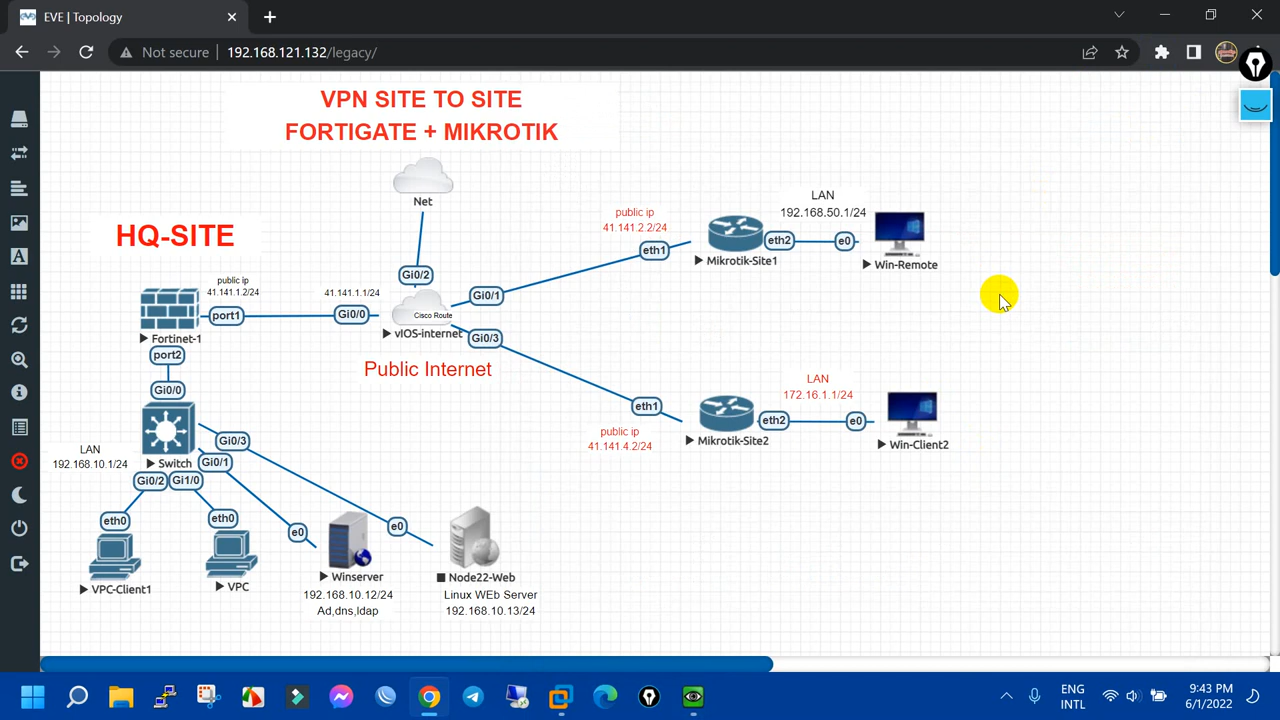 EVE | Topology
Not secure 192.168.121.132/legacy/
VPN SITE TO SITE
FORTIGATE + MIKROTIK
Net
HQ-SITE
public ip
41.141.1.2/24
port1
Fortinet-1
port2
41.141.1.1/24
Gi0/0
Gi0/2
Cisco Route
vIOS-internet
Gi0/1
Gi0/3
Public Internet
public ip
41.141.2.2/24
eth1
Mikrotik-Site1
eth2
LAN
192.168.50.1/24
e0
Win-Remote
eth1
public ip
41.141.4.2/24
Mikrotik-Site2
eth2
LAN
172.16.1.1/24
e0
Win-Client2
Gi0/0
LAN
192.168.10.1/24
Switch
Gi0/3
Gi0/1
Gi0/2
Gi1/0
eth0
VPC-Client1
eth0
VPC
e0
Winserver
192.168.10.12/24
Ad,dns,ldap
e0
Node22-Web
Linux WEb Server
192.168.10.13/24
ENG
INTL
9:43 PM
6/1/2022